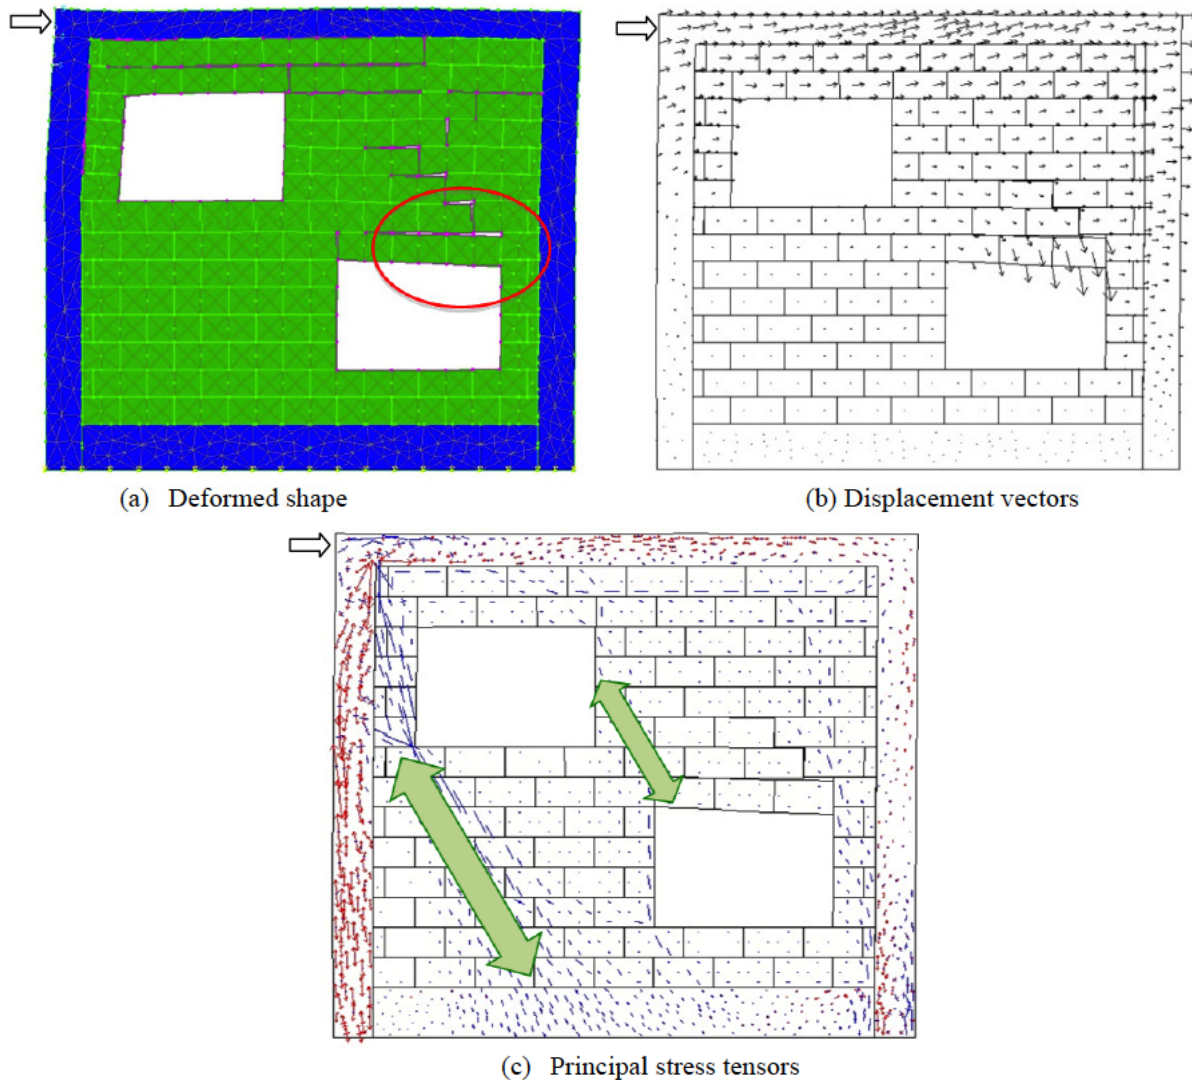 (a) Deformed shape
(b) Displacement vectors
(c) Principal stress tensors